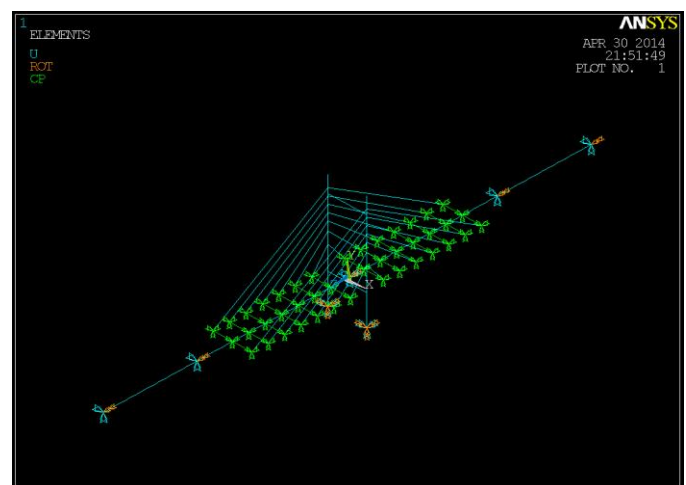 1
ELEMENTS
U
ROT
CP
ANSYS
APR 30 2014
21:51:49
PLOT NO. 1
Y
X